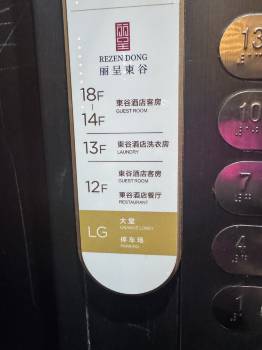 丽呈
REZEN DONG
丽呈東谷
18F
-
14F
東谷酒店客房
GUEST ROOM
13F
東谷酒店洗衣房
LAUNDRY
12F
東谷酒店客房
GUEST ROOM
東谷酒店餐厅
RESTAURANT
LG
大堂
停车场
PARKING
13
10
7
4
1